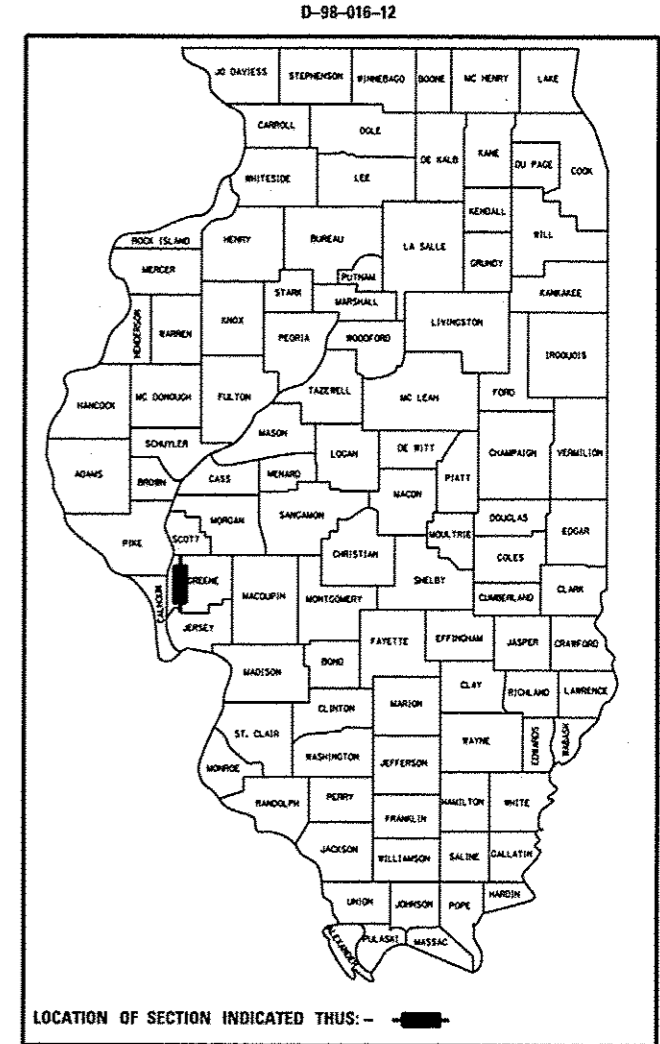 D-98-016-12
JO DAVIESS
STEPHENSON
WINNEBAGO
BOONE
MC HENRY
LAKE
CARROLL
OGLE
DE KALB
KANE
DU PAGE
COOK
WHITESIDE
LEE
KENDALL
WILL
ROCK ISLAND
HENRY
BUREAU
LA SALLE
GRUNDY
MERCER
PUTNAM
KANKAKEE
STARK
MARSHALL
HENDERSON
WARREN
KNOX
PEORIA
WOODFORD
LIVINGSTON
IROQUOIS
HANCOCK
MC DONOUGH
FULTON
TAZEWELL
MC LEAN
FORD
MASON
SCHUYLER
LOGAN
DE WITT
CHAMPAIGN
VERMILION
ADAMS
BROWN
CASS
MENARD
PIATT
MACON
PIKE
SCOTT
MORGAN
SANGAMON
CHRISTIAN
MOULTRIE
DOUGLAS
EDGAR
COLES
CALHOUN
GREENE
MACOUPIN
MONTGOMERY
SHELBY
CUMBERLAND
CLARK
JERSEY
FAYETTE
EFFINGHAM
JASPER
CRAWFORD
MADISON
BOND
CLAY
RICHLAND
LAWRENCE
CLINTON
MARION
ST. CLAIR
WAYNE
EDWARDS
WABASH
WASHINGTON
JEFFERSON
MONROE
RANDOLPH
PERRY
HAMILTON
WHITE
FRANKLIN
JACKSON
WILLIAMSON
SALINE
GALLATIN
UNION
JOHNSON
POPE
HARDIN
ALEXANDER
PULASKI
MASSAC
LOCATION OF SECTION INDICATED THUS: -